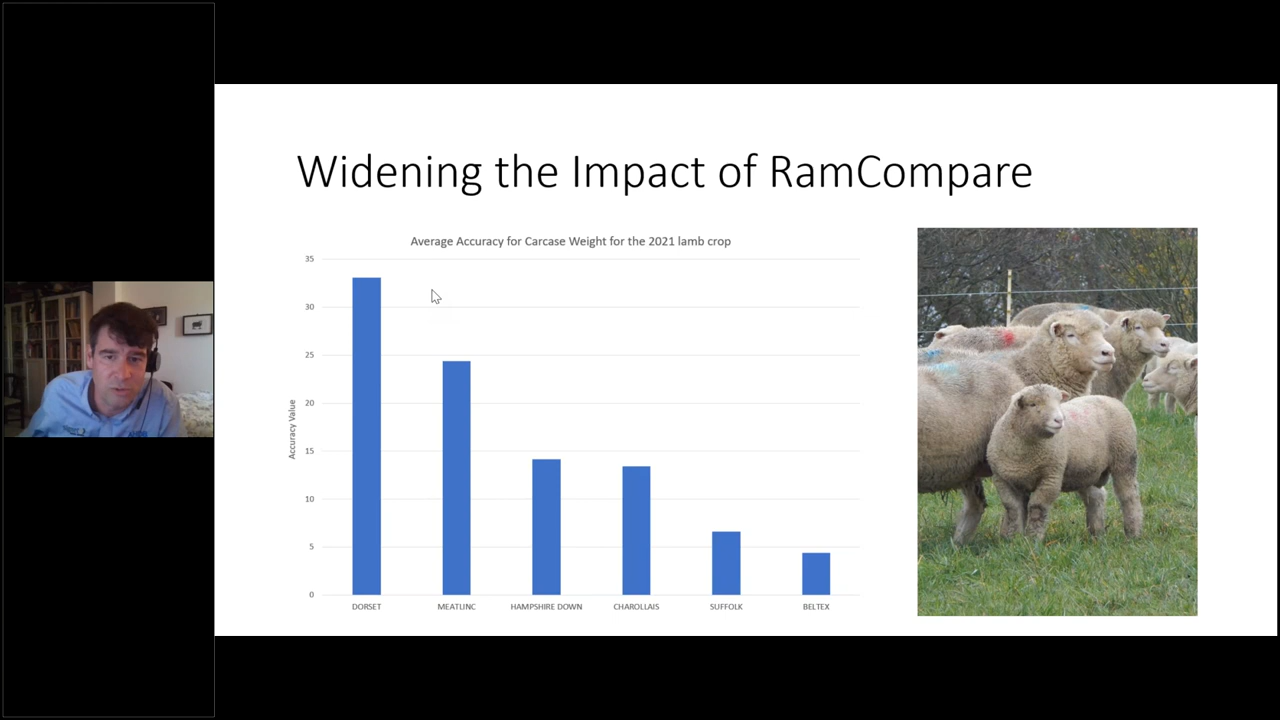 Widening the Impact of RamCompare
Average Accuracy for Carcase Weight for the 2021 lamb crop
Accuracy Value
35
30
25
20
15
10
5
0
DORSET MEATLINC HAMPSHIRE DOWN CHAROLLAIS SUFFOLK BELTEX